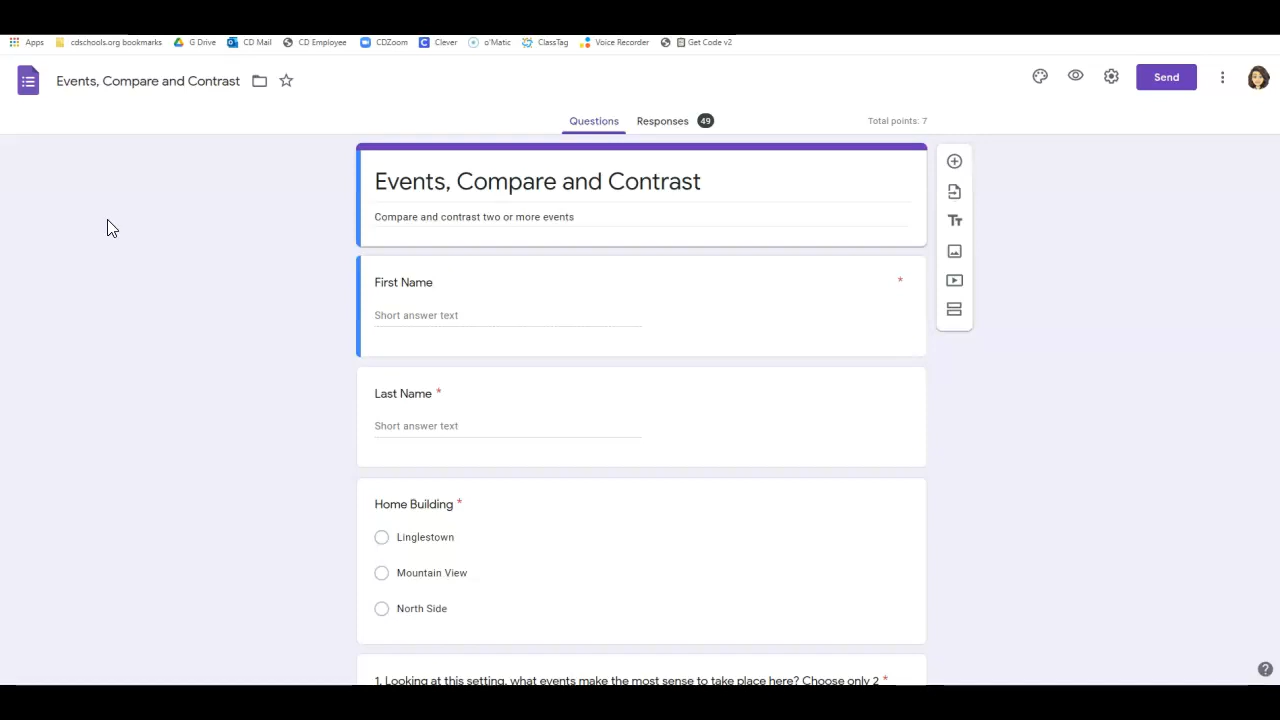 Apps cdschools.org bookmarks G Drive CD Mail CD Employee CDZoom Clever o'Matic ClassTag Voice Recorder Get Code v2
Events, Compare and Contrast Send
Questions Responses 49 Total points: 7
Events, Compare and Contrast
Compare and contrast two or more events
First Name *
Short answer text
Last Name *
Short answer text
Home Building *
Linglestown
Mountain View
North Side
1. Looking at this setting, what events make the most sense to take place here? Choose only 2 *